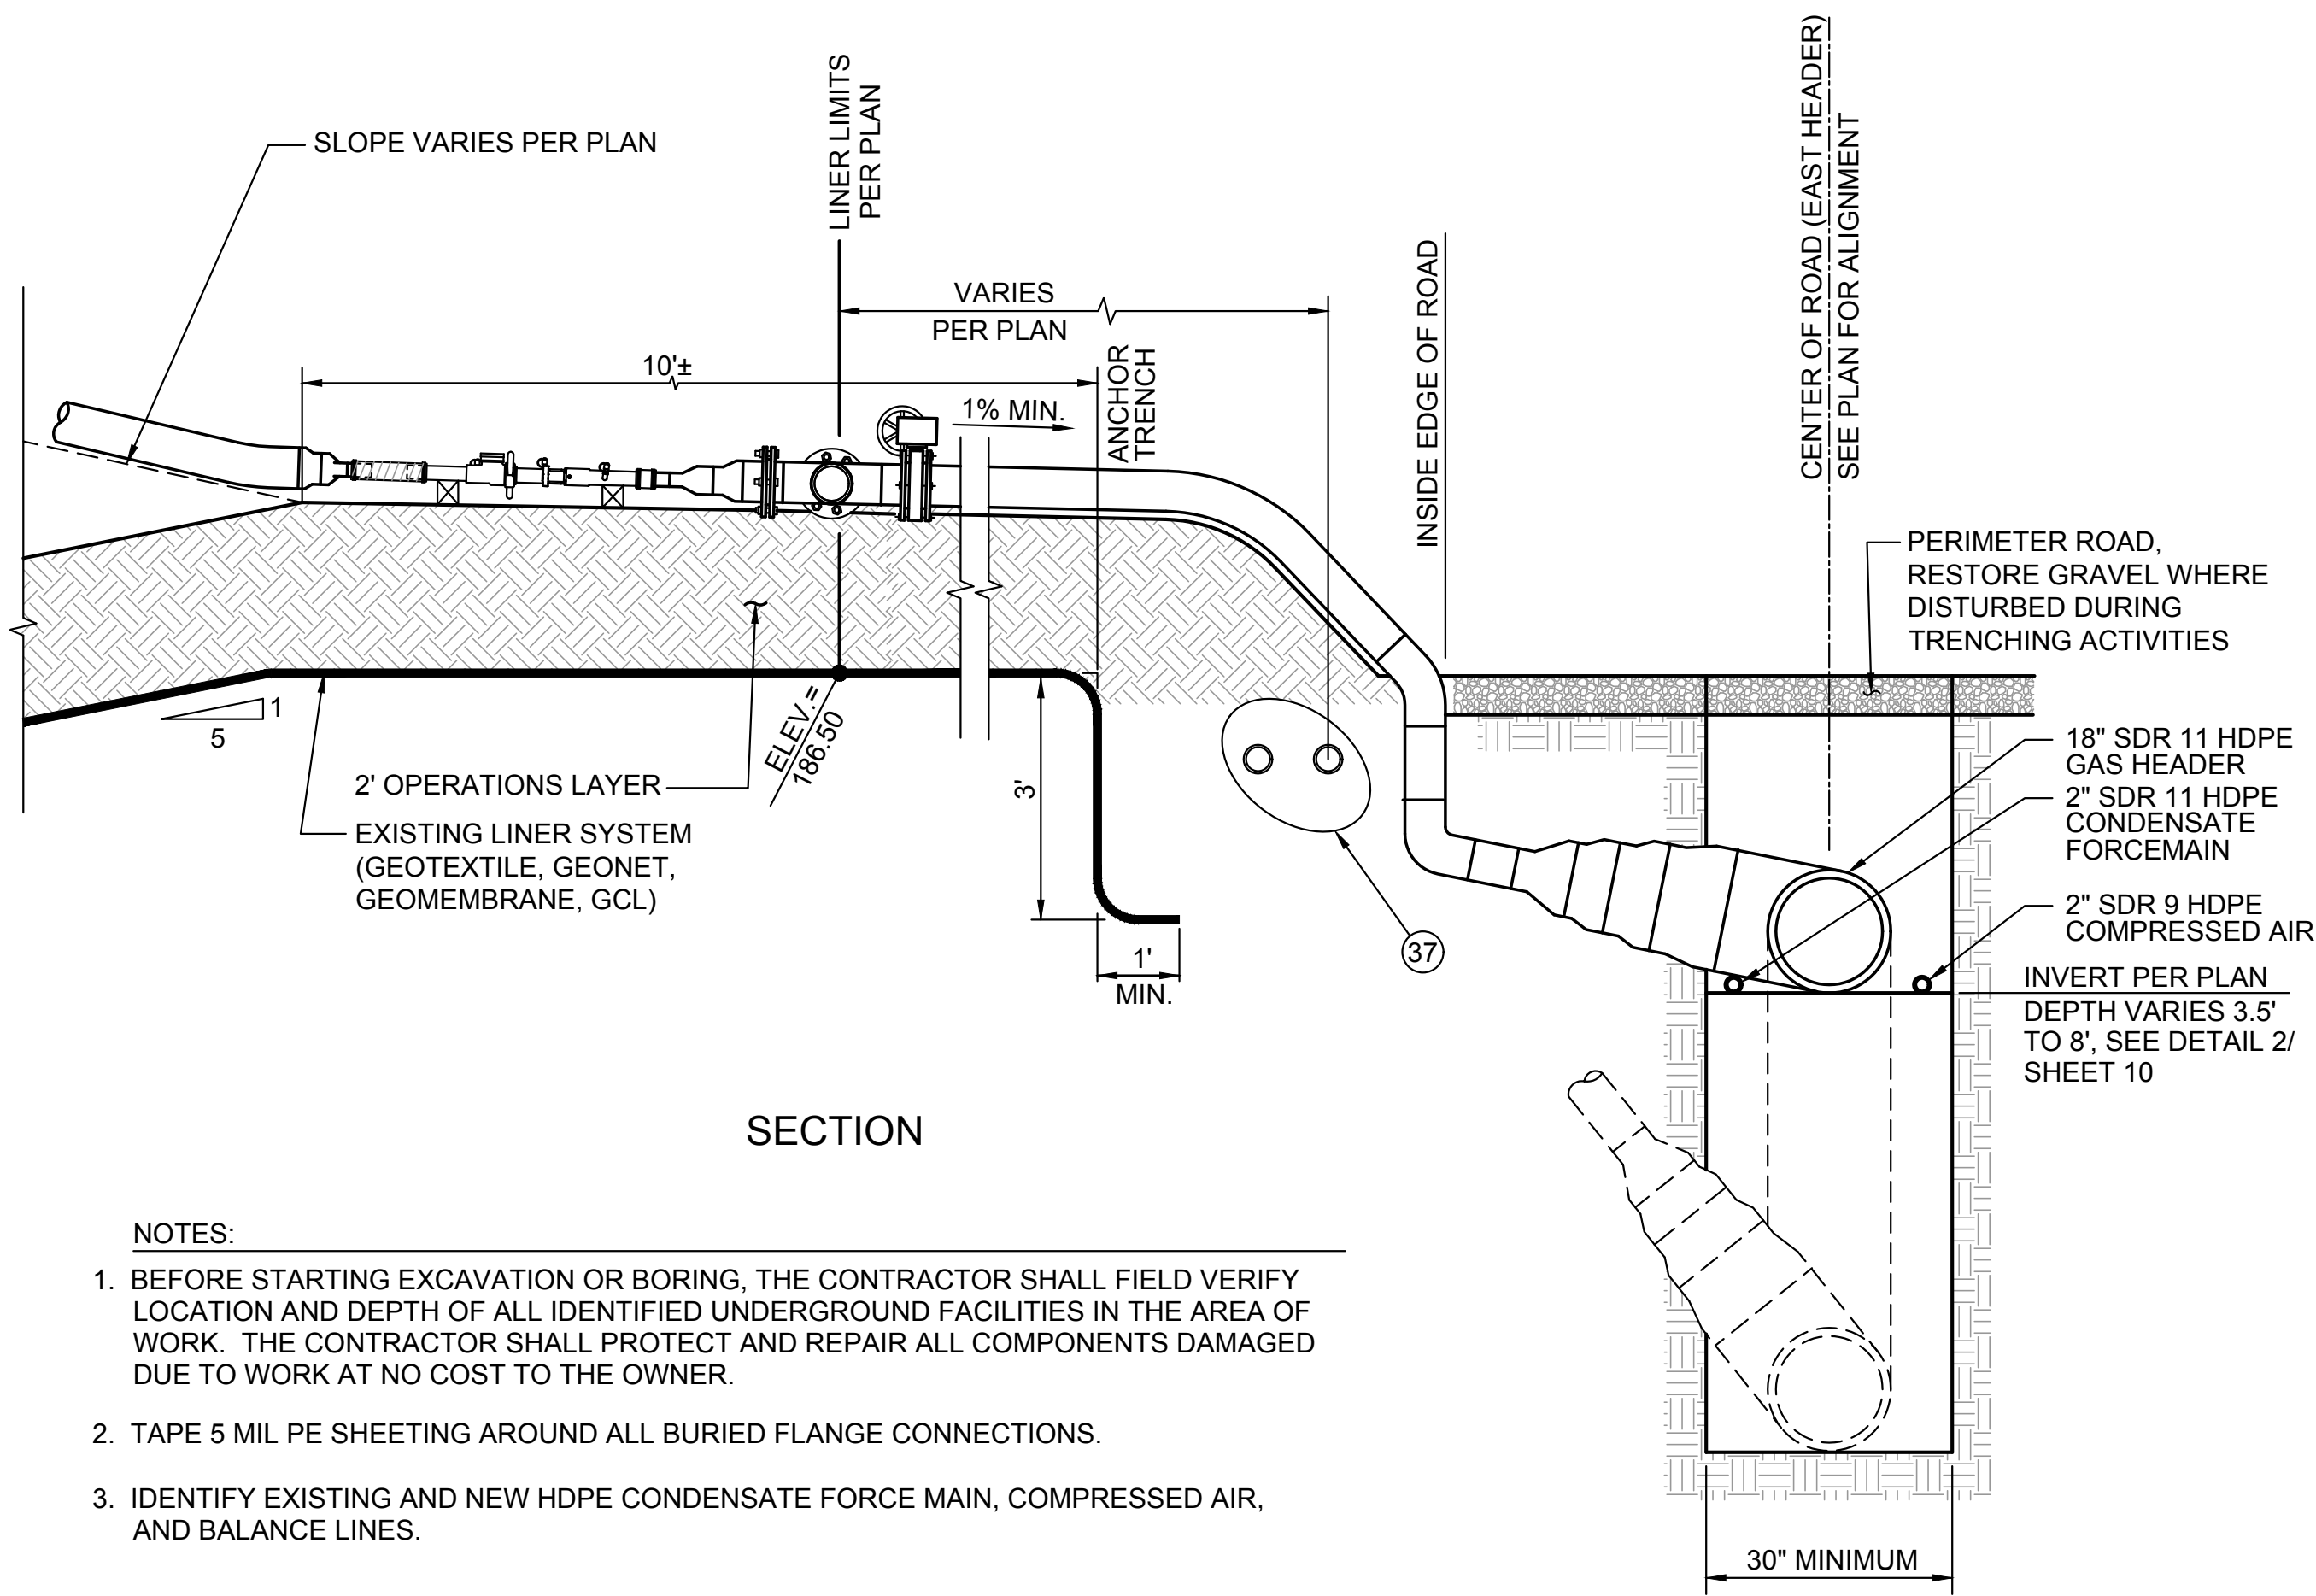 SLOPE VARIES PER PLAN
LINER LIMITS
PER PLAN
VARIES
PER PLAN
10'±
1% MIN.
ANCHOR
TRENCH
INSIDE EDGE OF ROAD
CENTER OF ROAD (EAST HEADER)
SEE PLAN FOR ALIGNMENT
PERIMETER ROAD,
RESTORE GRAVEL WHERE
DISTURBED DURING
TRENCHING ACTIVITIES
1
5
ELEV.=
186.50
2' OPERATIONS LAYER
EXISTING LINER SYSTEM
(GEOTEXTILE, GEONET,
GEOMEMBRANE, GCL)
3'
1'
MIN.
37
18" SDR 11 HDPE
GAS HEADER
2" SDR 11 HDPE
CONDENSATE
FORCEMAIN
2" SDR 9 HDPE
COMPRESSED AIR
INVERT PER PLAN
DEPTH VARIES 3.5'
TO 8', SEE DETAIL 2/
SHEET 10
30" MINIMUM
SECTION
NOTES:
1. BEFORE STARTING EXCAVATION OR BORING, THE CONTRACTOR SHALL FIELD VERIFY
LOCATION AND DEPTH OF ALL IDENTIFIED UNDERGROUND FACILITIES IN THE AREA OF
WORK. THE CONTRACTOR SHALL PROTECT AND REPAIR ALL COMPONENTS DAMAGED
DUE TO WORK AT NO COST TO THE OWNER.
2. TAPE 5 MIL PE SHEETING AROUND ALL BURIED FLANGE CONNECTIONS.
3. IDENTIFY EXISTING AND NEW HDPE CONDENSATE FORCE MAIN, COMPRESSED AIR,
AND BALANCE LINES.